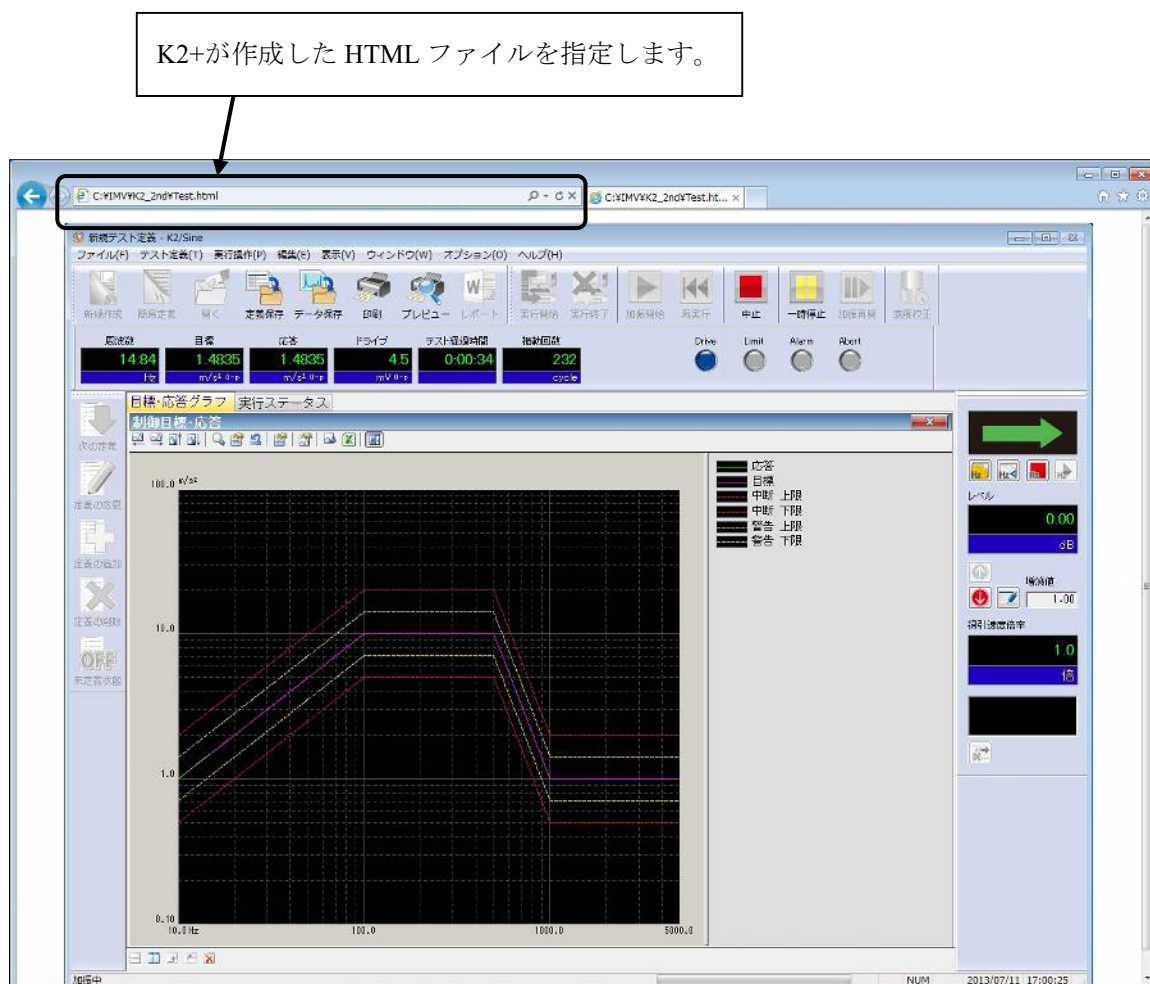 K2+が作成した HTML ファイルを指定します。
C:¥IMV¥K2_2nd¥Test.html
C:¥IMV¥K2_2nd¥Test.ht...
新規テスト定義 - K2/Sine
ファイル(F) テスト定義(T) 実行操作(P) 編集(E) 表示(V) ウィンドウ(W) オプション(O) ヘルプ(H)
新規作成 簡易定義 開く 定義保存 データ保存 印刷 プレビュー レポート 実行開始 実行終了 加振開始 再実行 中止 一時停止 加振再開
周波数 目標 応答 ドライブ テスト経過時間 掃動回数 Drive Limit Alarm Abort
14.84 1.4835 1.4835 4.5 0:00:34 232
Hz m/s² 0-p m/s² 0-p mV 0-p cycle
目標・応答グラフ 実行ステータス
制御目標・応答
次の定義
定義の変更
定義の追加
定義の削除
OFF
未定義状態
100.0 m/s²
10.0
1.0
0.10
10.0 Hz 100.0 1000.0 5000.0
応答
目標
中断 上限
中断 下限
警告 上限
警告 下限
レベル
0.00
dB
増減値
1.00
掃引速度倍率
1.0
倍
加振中 NUM 2013/07/11 17:00:25